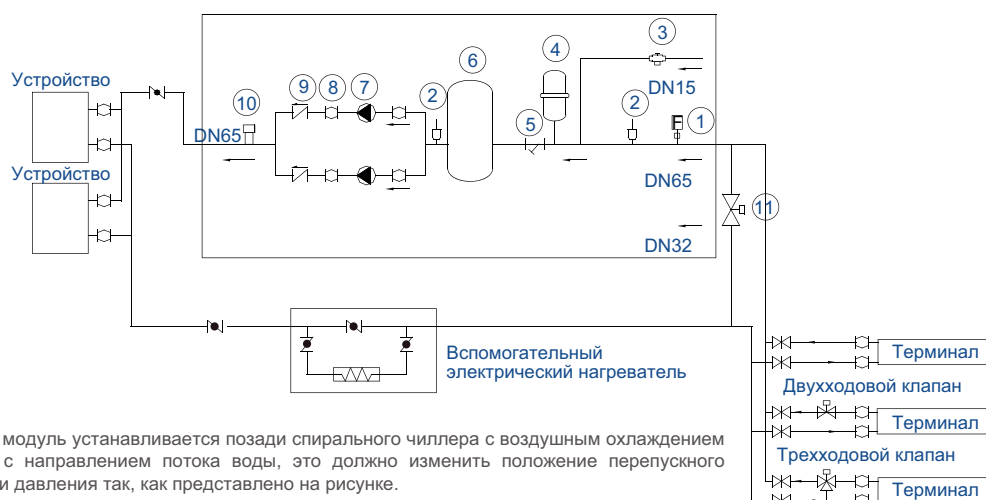 3
4
6
DN15
Устройство
9
8
7
2
5
2
1
10
DN65
Устройство
DN65
11
DN32
Вспомогательный
электрический нагреватель
Терминал
Двухходовой клапан
Терминал
Трехходовой клапан
Терминал
модуль устанавливается позади спирального чиллера с воздушным охлаждением
с направлением потока воды, это должно изменить положение перепускного
и давления так, как представлено на рисунке.